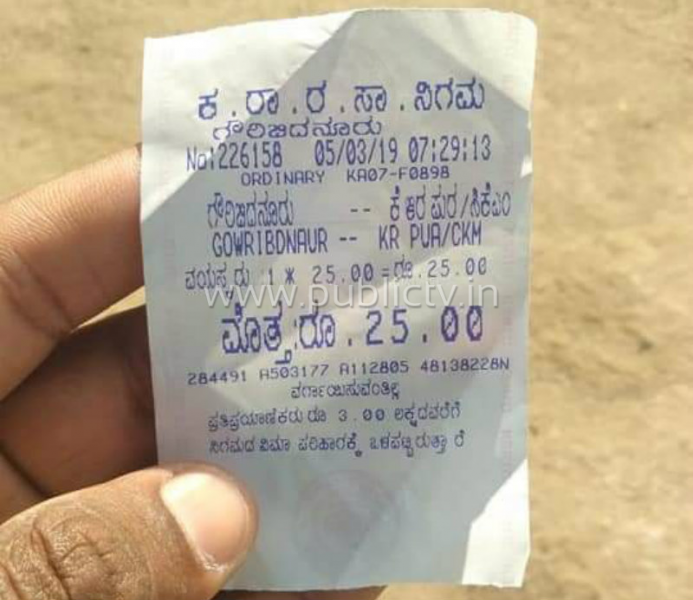 ಕ.ರಾ.ರ.ಸಾ.ನಿಗಮ
ಗೌರಿಬಿದನೂರು
No:226158 05/03/19 07:29:13
ORDINARY KA07-F0898
ಗೌರಿಬಿದನೂರು -- ಕೆ ಆರ ಪುರ/ಸಿಕೆಎಂ
GOWRIBDNAUR -- KR PUA/CKM
ವಯಸ್ಕರು :1 * 25.00 =ರೂ.25.00
www.publictv.in
ಮೊತ್ತ:ರೂ.25.00
284491 A503177 A112805 48138228N
ವರ್ಗಾಯಿಸುವಂತಿಲ್ಲ
ಪ್ರತಿಪ್ರಯಾಣಿಕರು ರೂ 3.00 ಲಕ್ಷದವರೆಗೆ
ನಿಗಮದ ವಿಮಾ ಪರಿಹಾರಕ್ಕೆ ಒಳಪಟ್ಟಿರುತ್ತಾ ರೆ